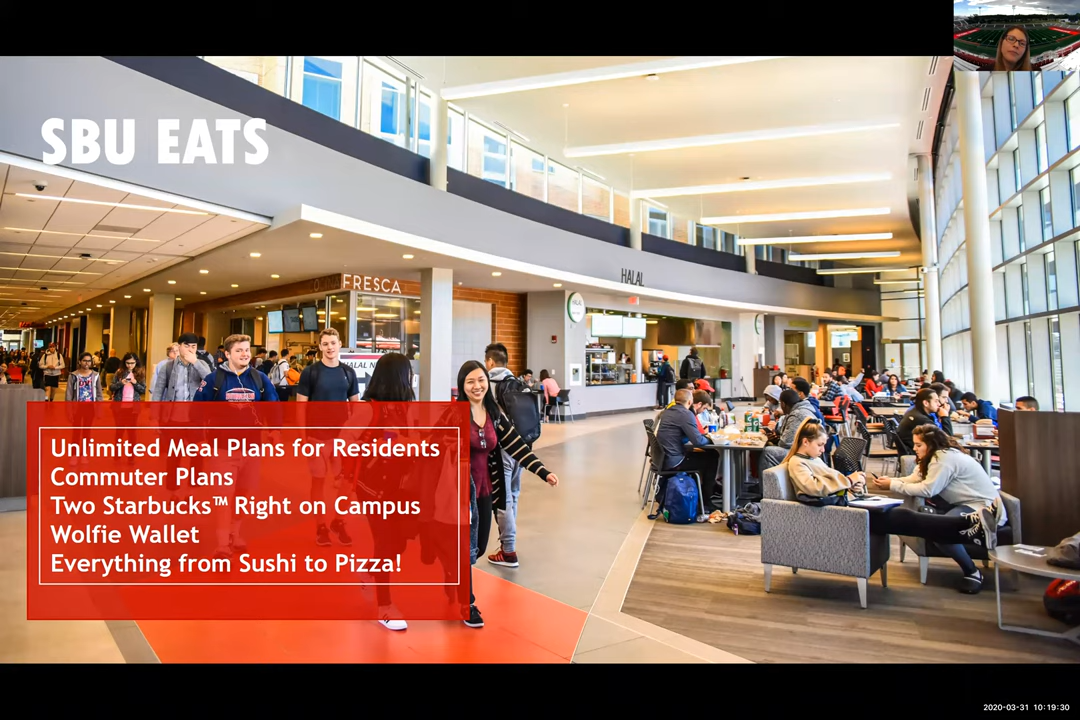 SBU EATS
FRESCA
HALAL
Unlimited Meal Plans for Residents
Commuter Plans
Two Starbucks™ Right on Campus
Wolfie Wallet
Everything from Sushi to Pizza!
2020-03-31 10:19:30